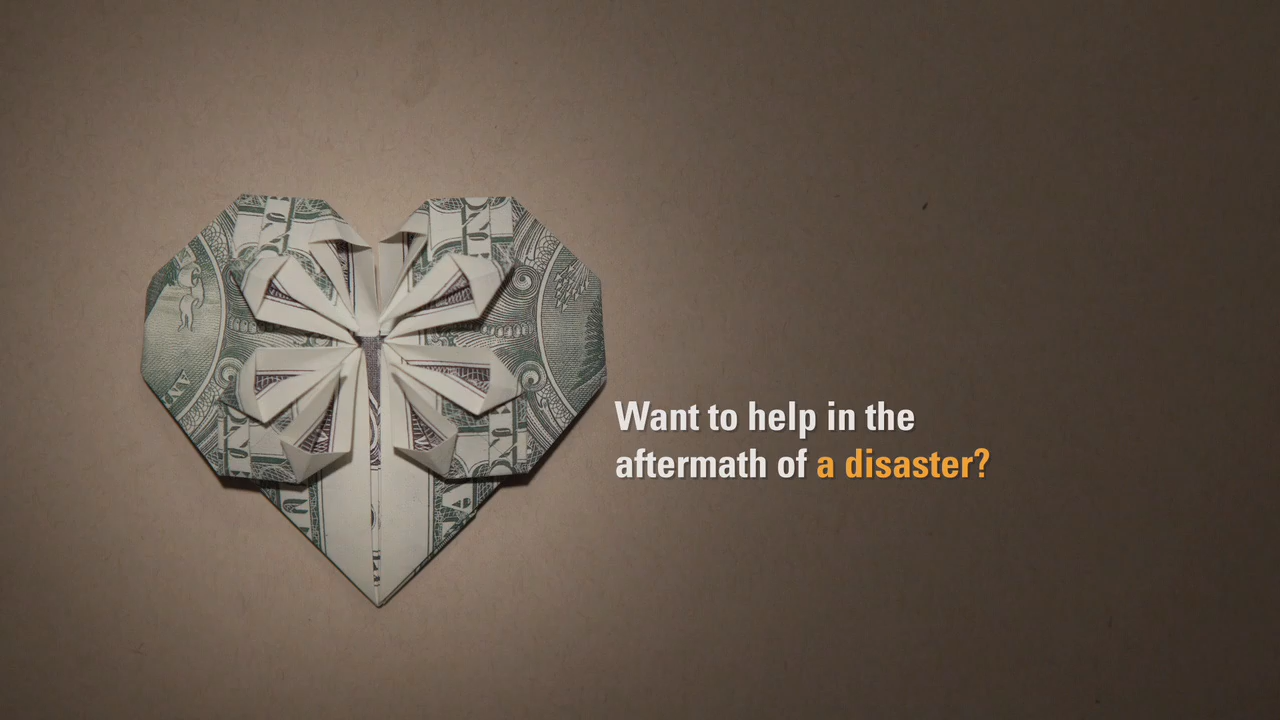 Want to help in the
aftermath of a disaster?